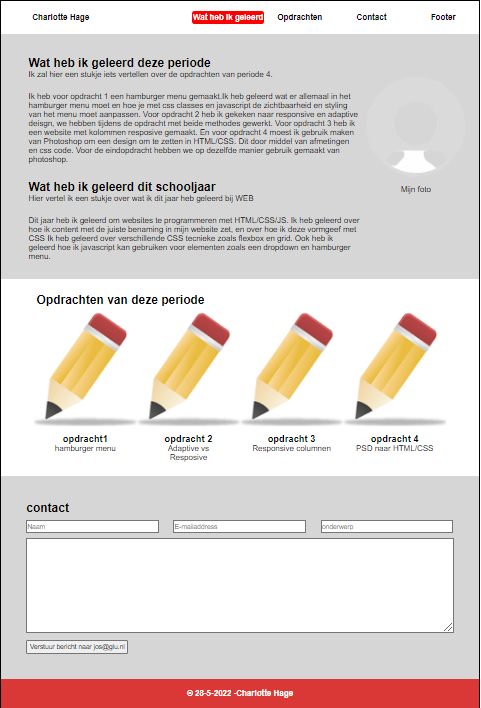 Charlotte Hage Wat heb ik geleerd Opdrachten Contact Footer
Wat heb ik geleerd deze periode
Ik zal hier een stukje iets vertellen over de opdrachten van periode 4.
Ik heb voor opdracht 1 een hamburger menu gemaakt.Ik heb geleerd wat er allemaal in het
hamburger menu moet en hoe je met css classes en javascript de zichtbaarheid en styling
van het menu moet aanpassen. Voor opdracht 2 heb ik gekeken naar responsive en adaptive
deisgn, we hebben tijdens de opdracht met beide methodes gewerkt. Voor opdracht 3 heb ik
een website met kolommen resposive gemaakt. En voor opdracht 4 moest ik gebruik maken
van Photoshop om een design om te zetten in HTML/CSS. Dit door middel van afmetingen
en css code. Voor de eindopdracht hebben we op dezelfde manier gebruik gemaakt van
photoshop.
Mijn foto
Wat heb ik geleerd dit schooljaar
Hier vertel ik een stukje over wat ik dit jaar heb geleerd bij WEB
Dit jaar heb ik geleerd om websites te programmeren met HTML/CSS/JS. Ik heb geleerd over
hoe ik content met de juiste benaming in mijn website zet, en over hoe ik deze vormgeef met
CSS Ik heb geleerd over verschillende CSS tecnieke zoals flexbox en grid. Ook heb ik
geleerd hoe ik javascript kan gebruiken voor elementen zoals een dropdown en hamburger
menu.
Opdrachten van deze periode
opdracht1
hamburger menu
opdracht 2
Adaptive vs
Resposive
opdracht 3
Responsive columnen
opdracht 4
PSD naar HTML/CSS
contact
Naam E-mailaddress onderwerp
Verstuur bericht naar jos@glu.nl
© 28-5-2022 -Charlotte Hage